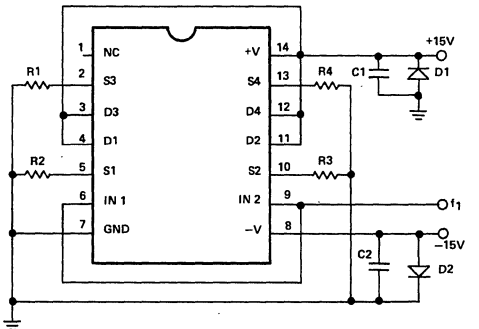 1 NC +V 14 +15V
R1 2 S3 S4 13 R4 C1 D1
3 D3 D4 12
4 D1 D2 11
R2 5 S1 S2 10 R3
6 IN 1 IN 2 9 f1
7 GND −V 8 −15V
C2 D2